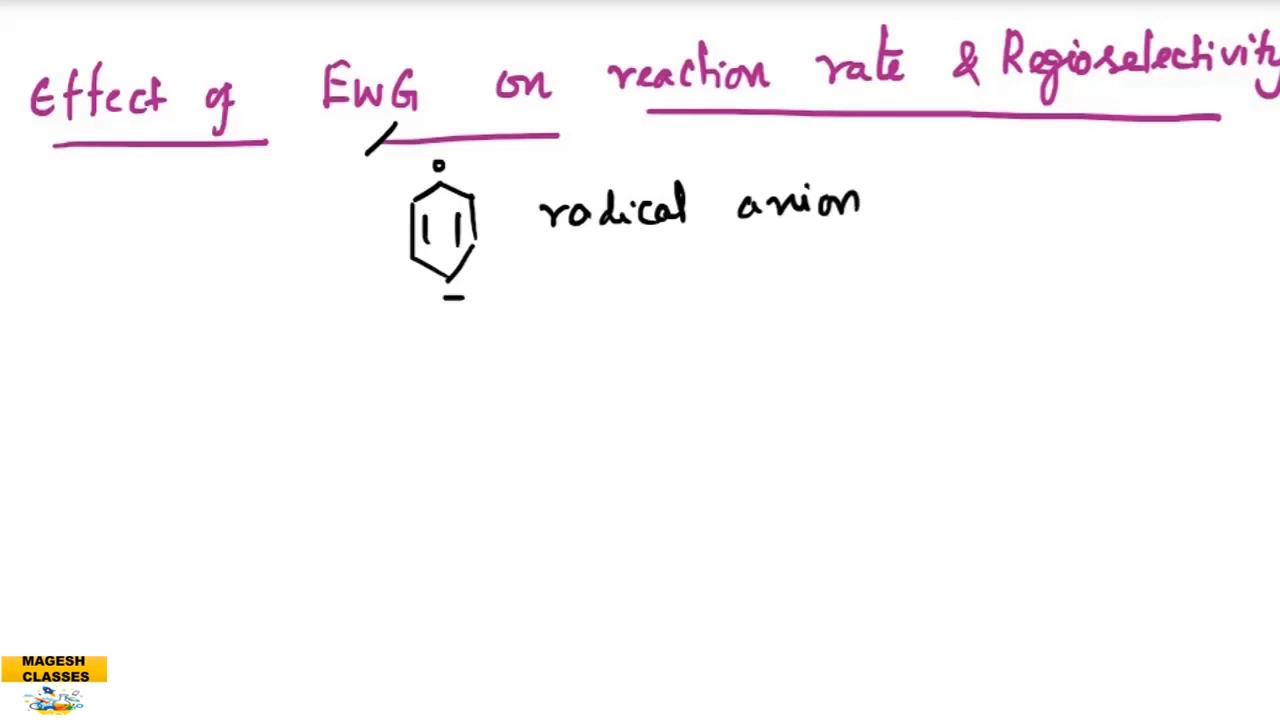 Effect of EWG on reaction rate & Regioselectivity
radical anion
MAGESH
CLASSES